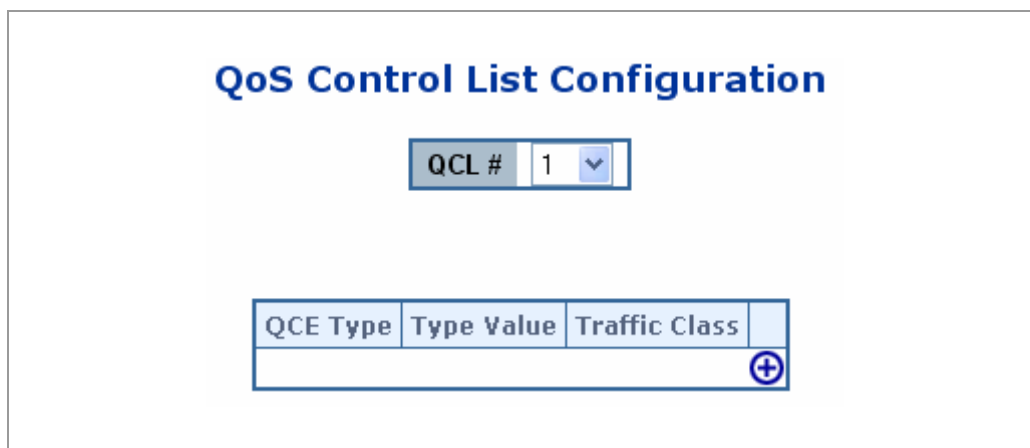 QoS Control List Configuration
QCL # 1
QCE Type Type Value Traffic Class